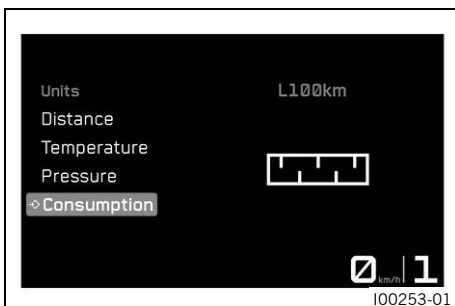 Units L100km
Distance
Temperature
Pressure
Consumption
0 km/h 1
I00253-01